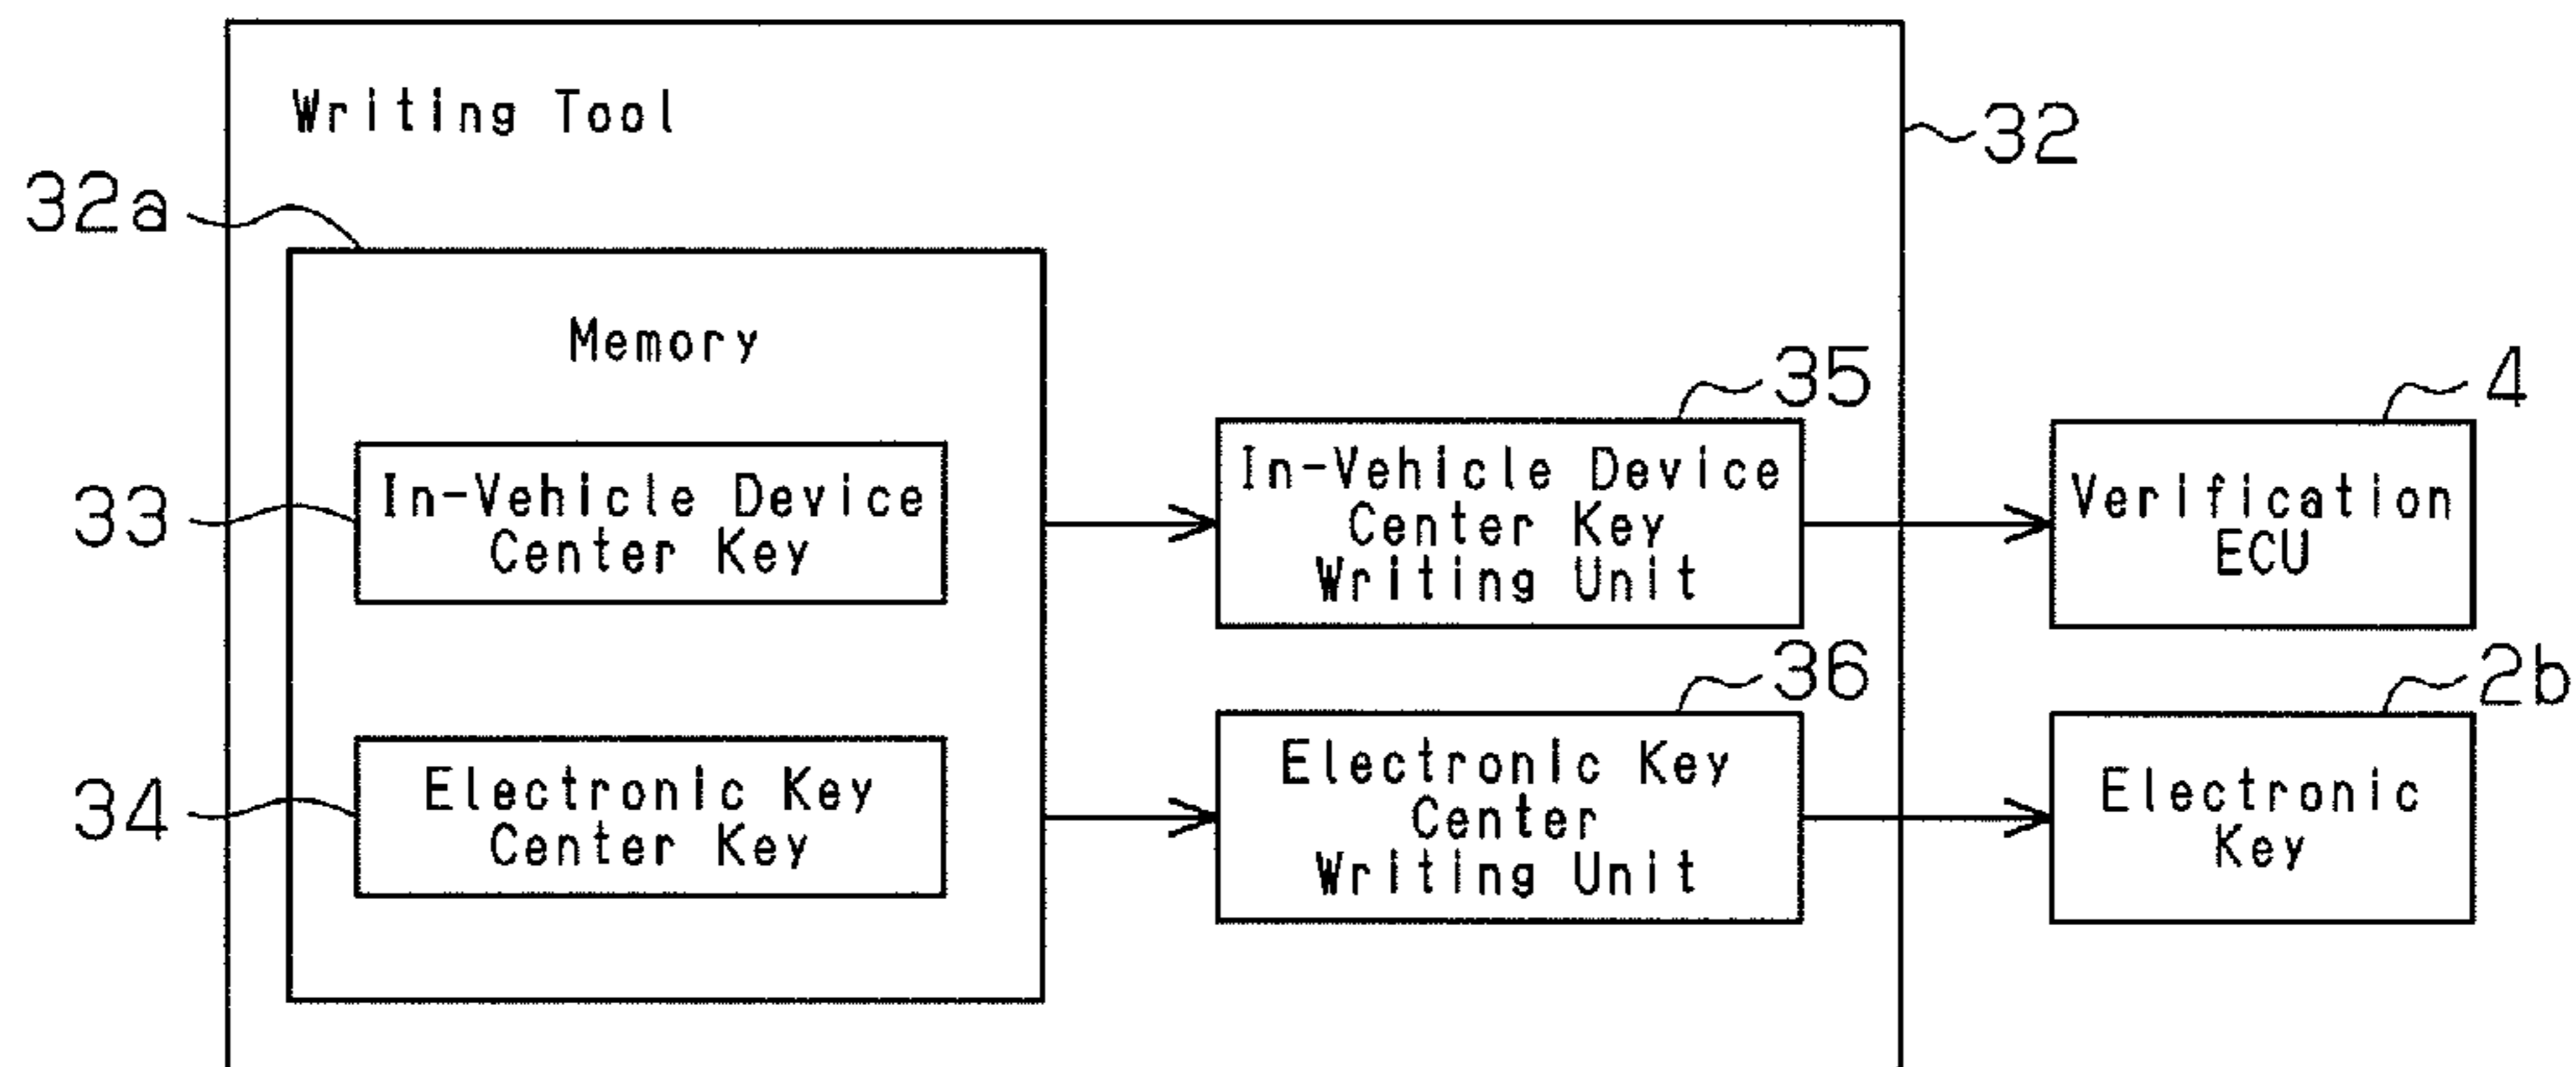 Writing Tool
32
32a
Memory
35
4
33
In-Vehicle Device
Center Key
In-Vehicle Device
Center Key
Writing Unit
Verification
ECU
36
2b
34
Electronic Key
Center Key
Electronic Key
Center
Writing Unit
Electronic
Key